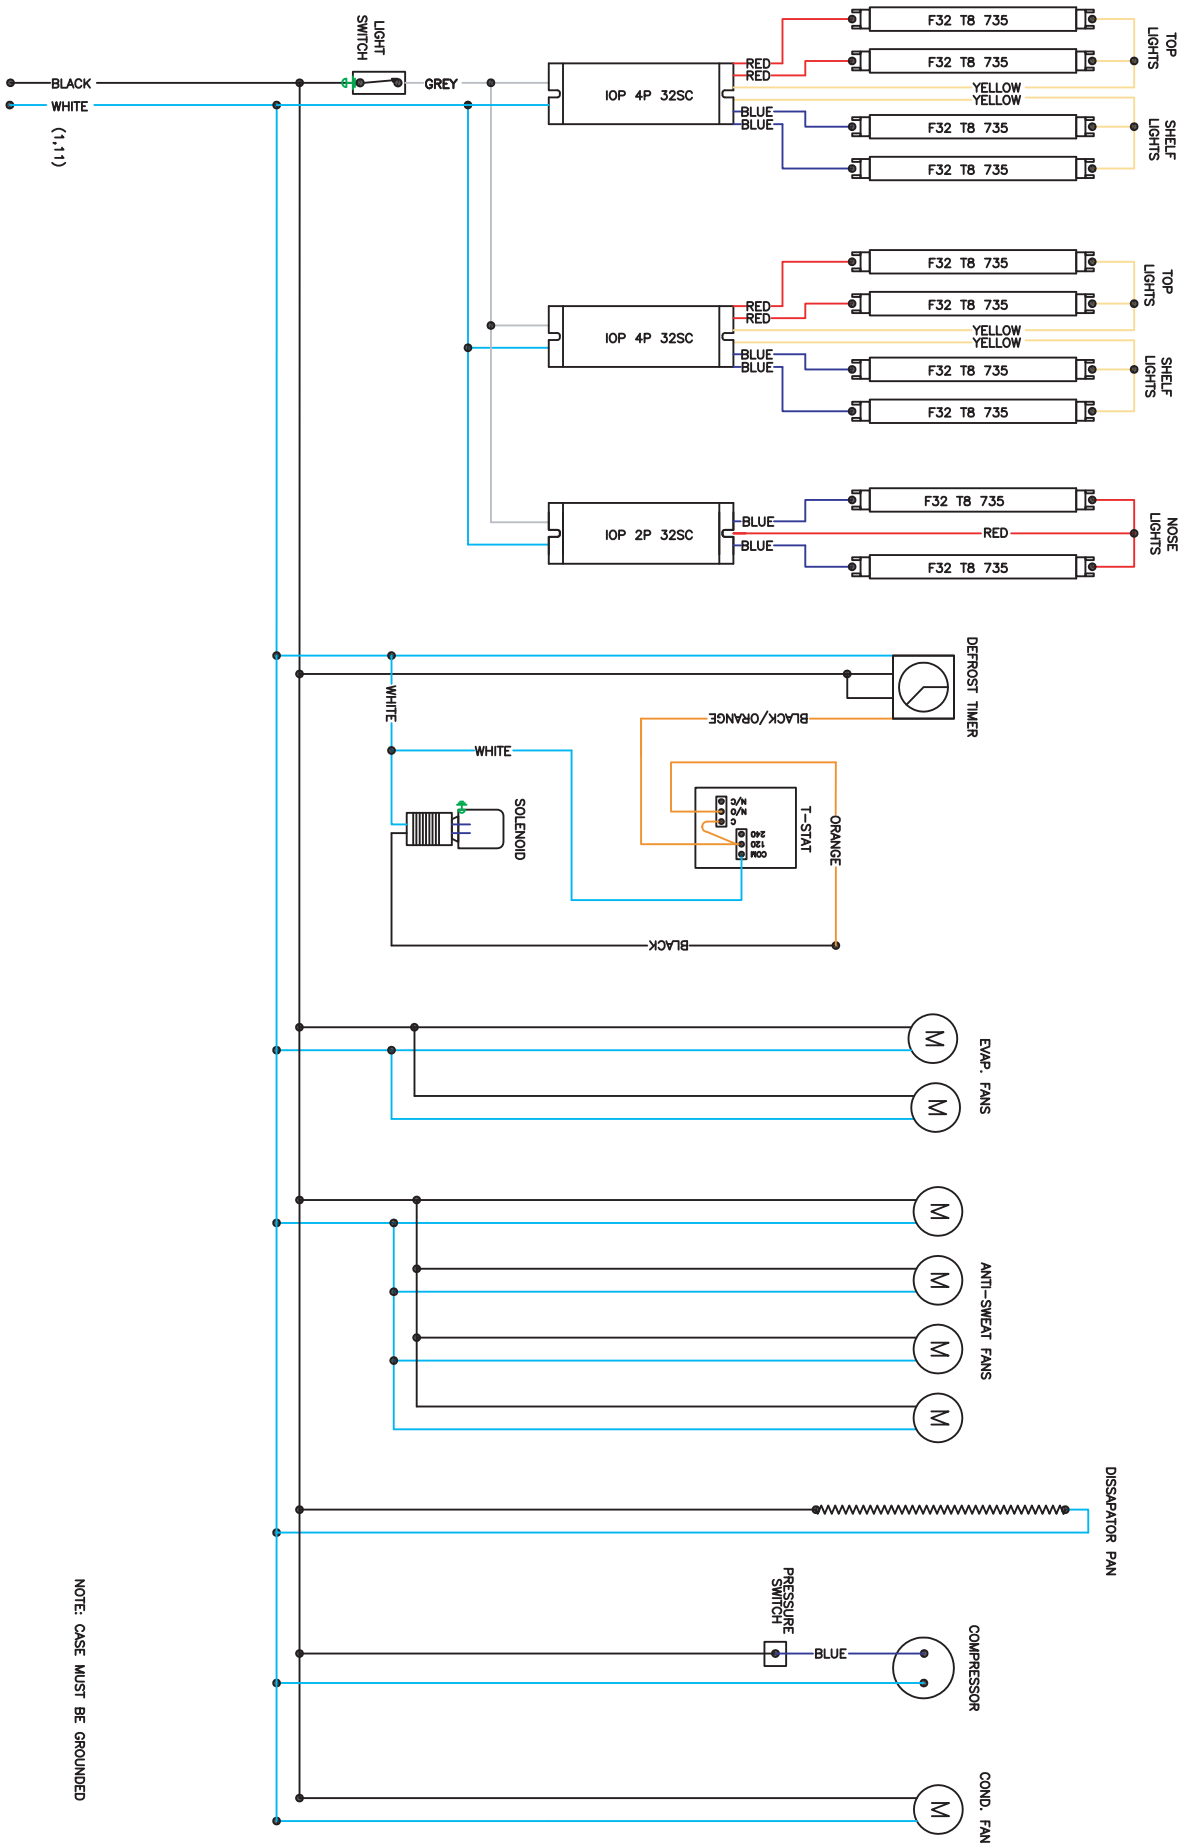 F32 T8 735
TOP
LIGHTS
F32 T8 735
LIGHT
SWITCH
BLACK
GREY
WHITE
(1,11)
IOP 4P 32SC
RED
RED
YELLOW
YELLOW
BLUE
BLUE
F32 T8 735
SHELF
LIGHTS
F32 T8 735
F32 T8 735
TOP
LIGHTS
F32 T8 735
IOP 4P 32SC
RED
RED
YELLOW
YELLOW
BLUE
BLUE
F32 T8 735
SHELF
LIGHTS
F32 T8 735
F32 T8 735
IOP 2P 32SC
BLUE
RED
BLUE
NOSE
LIGHTS
F32 T8 735
DEFROST TIMER
WHITE
BLACK/ORANGE
WHITE
SOLENOID
N/C
N/O
C
240
120
COM
T-STAT
ORANGE
BLACK
M
EVAP. FANS
M
M
M
ANTI-SWEAT FANS
M
M
DISSAPATOR PAN
PRESSURE
SWITCH
BLUE
COMPRESSOR
NOTE: CASE MUST BE GROUNDED
M
COND. FAN